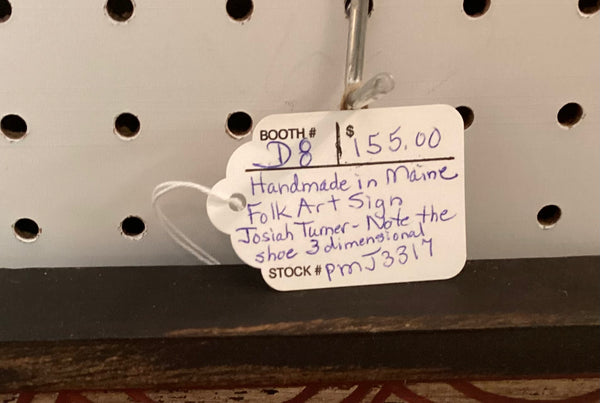 BOOTH # $
D8 155.00
Handmade in Maine
Folk Art Sign
Josiah Turner - Note the
shoe 3 dimensional
STOCK # pmJ3317